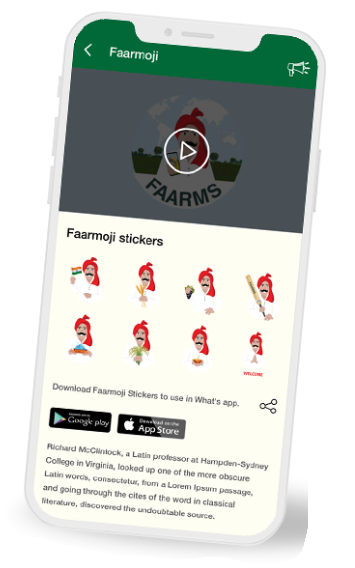 Faarmoji
FAARMS
Faarmoji stickers
WELCOME
Download Faarmoji Stickers to use in What's app.
Google play
Download on the
App Store
Richard McClintock, a Latin professor at Hampden-Sydney
College in Virginia, looked up one of the more obscure
Latin words, consectetur, from a Lorem Ipsum passage,
and going through the cites of the word in classical
literature, discovered the undoubtable source.